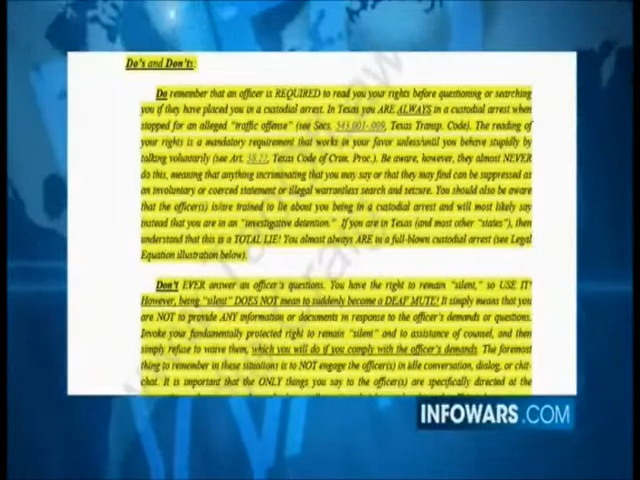 Do's and Don'ts:
Do remember that an officer is REQUIRED to read you your rights before questioning or searching
you if they have placed you in a custodial arrest. In Texas you ARE ALWAYS in a custodial arrest when
stopped for an alleged "traffic offense" (see Secs. 543.001-.009, Texas Transp. Code). The reading of
your rights is a mandatory requirement that works in your favor unless/until you behave stupidly by
talking voluntarily (see Art. 38.22, Texas Code of Crim. Proc.). Be aware, however, they almost NEVER
do this, meaning that anything incriminating that you may say or that they may find can be suppressed as
an involuntary or coerced statement or illegal warrantless search and seizure. You should also be aware
that the officer(s) is/are trained to lie about you being in a custodial arrest and will most likely say
instead that you are in an "investigative detention." If you are in Texas (and most other "states"), then
understand that this is a TOTAL LIE! You almost always ARE in a full-blown custodial arrest (see Legal
Equation illustration below).
Don't EVER answer an officer's questions. You have the right to remain "silent," so USE IT!
However, being "silent" DOES NOT mean to suddenly become a DEAF MUTE! It simply means that you
are NOT to provide ANY information or documents in response to the officer's demands or questions.
Invoke your fundamentally protected right to remain "silent" and to assistance of counsel, and then
simply refuse to waive them, which you will do if you comply with the officer's demands. The foremost
thing to remember in these situations is to NOT engage the officer(s) in idle conversation, dialog, or chit-
chat. It is important that the ONLY things you say to the officer(s) are specifically directed at the
INFOWARS.COM